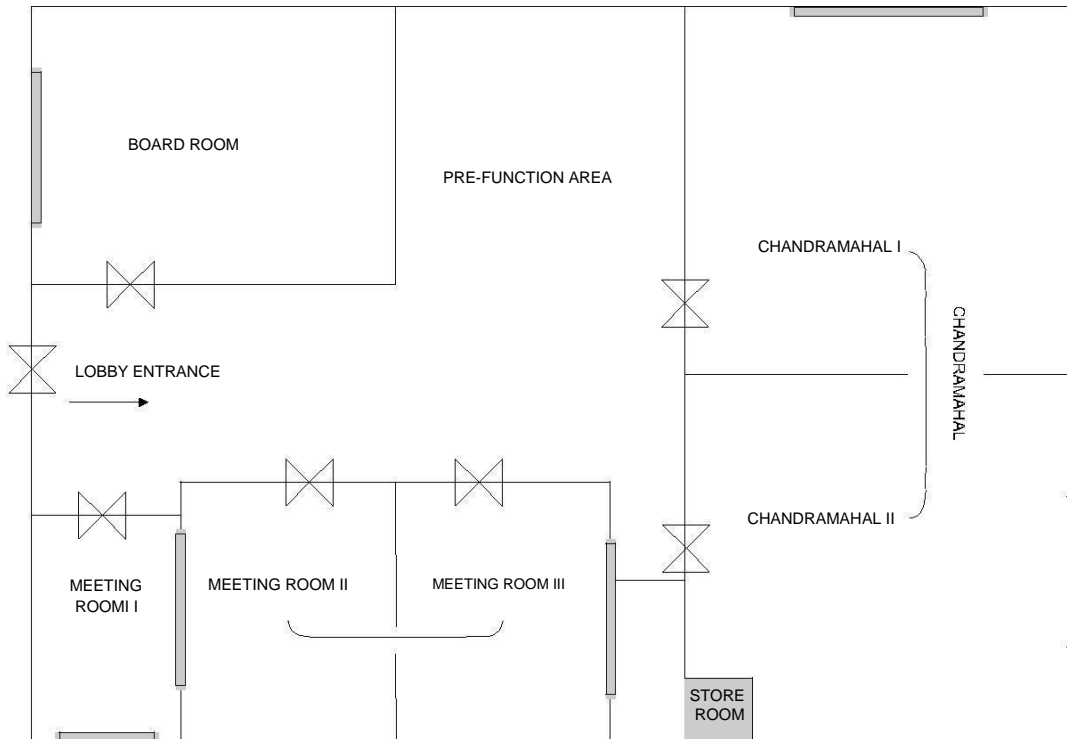 BOARD ROOM
PRE-FUNCTION AREA
CHANDRAMAHAL I
CHANDRAMAHAL
LOBBY ENTRANCE
CHANDRAMAHAL II
MEETING
ROOMI I
MEETING ROOM II
MEETING ROOM III
STORE
ROOM